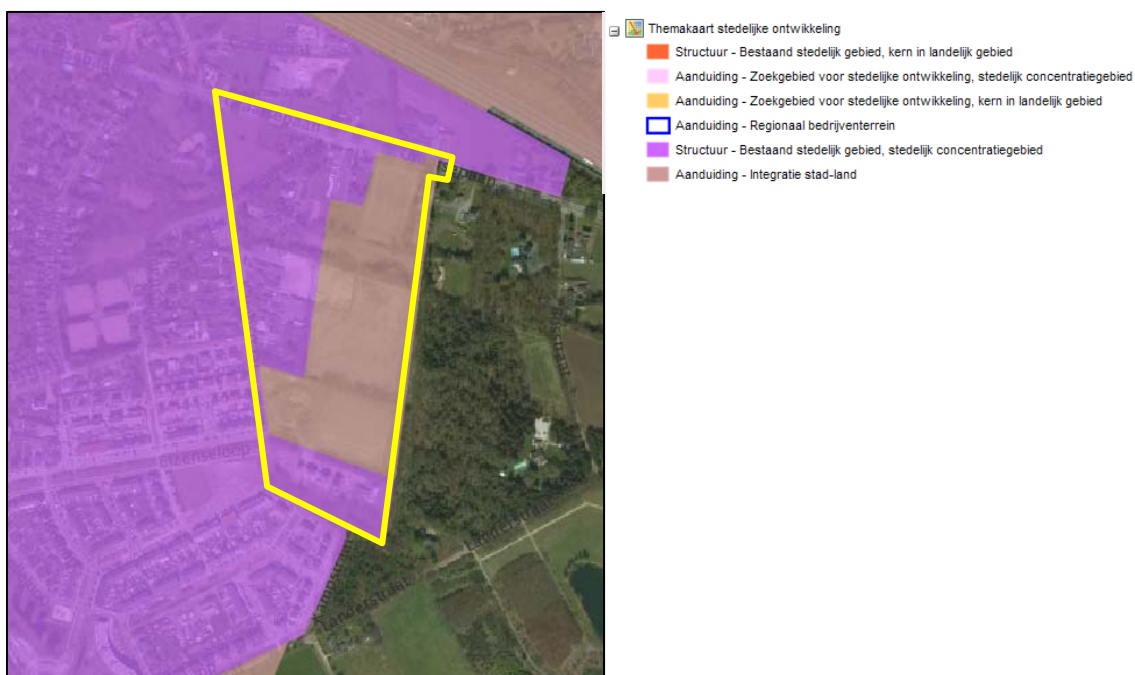 Themakaart stedelijke ontwikkeling
Structuur - Bestaand stedelijk gebied, kern in landelijk gebied
Aanduiding - Zoekgebied voor stedelijke ontwikkeling, stedelijk concentratiegebied
Aanduiding - Zoekgebied voor stedelijke ontwikkeling, kern in landelijk gebied
Aanduiding - Regionaal bedrijventerrein
Structuur - Bestaand stedelijk gebied, stedelijk concentratiegebied
Aanduiding - Integratie stad-land
Elzenseloop